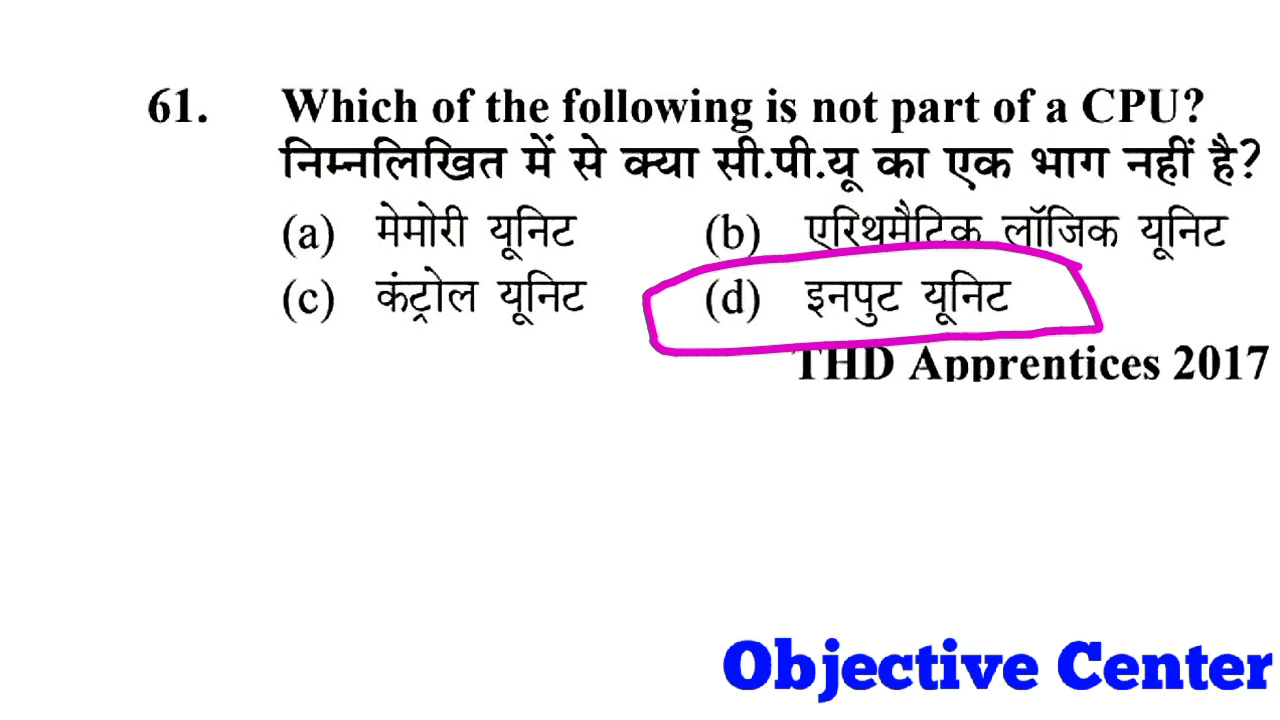 61. Which of the following is not part of a CPU?
निम्नलिखित में से क्या सी.पी.यू का एक भाग नहीं है?
(a) मेमोरी यूनिट (b) एरिथमैटिक लॉजिक यूनिट
(c) कंट्रोल यूनिट (d) इनपुट यूनिट
THD Apprentices 2017
Objective Center